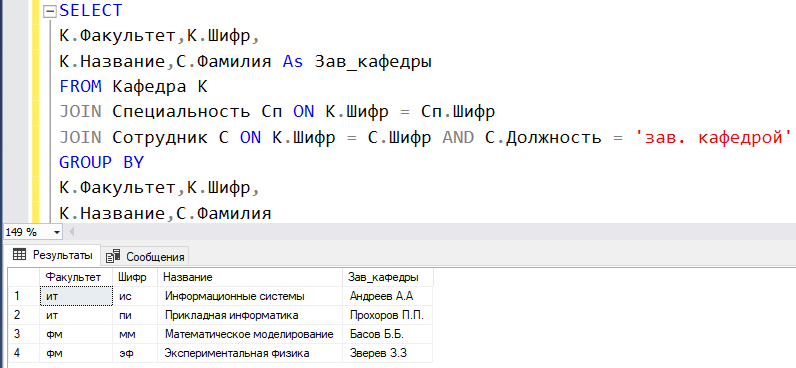 SELECT
К.Факультет,К.Шифр,
К.Название,С.Фамилия As Зав_кафедры
FROM Кафедра К
JOIN Специальность Сп ON К.Шифр = Сп.Шифр
JOIN Сотрудник С ON К.Шифр = С.Шифр AND С.Должность = 'зав. кафедрой'
GROUP BY
К.Факультет,К.Шифр,
К.Название,С.Фамилия
149 %
Результаты Сообщения
Факультет Шифр Название Зав_кафедры
1 ит ис Информационные системы Андреев А.А
2 ит пи Прикладная информатика Прохоров П.П.
3 фм мм Математическое моделирование Басов Б.Б.
4 фм эф Экспериментальная физика Зверев З.З